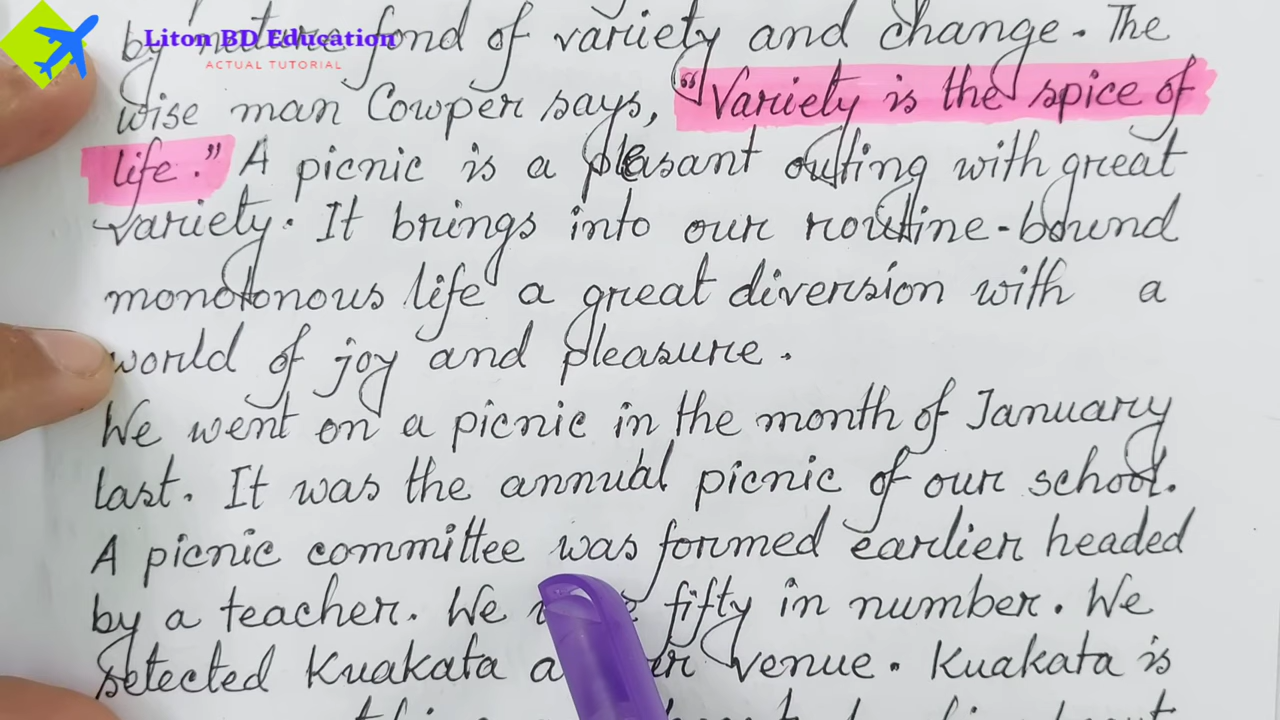 Liton BD Education
ACTUAL TUTORIAL
by nature fond of variety and change. The
wise man Cowper says, "Variety is the spice of
life." A picnic is a pleasant outing with great
variety. It brings into our routine-bound
monotonous life a great diversion with a
world of joy and pleasure.
We went on a picnic in the month of January
last. It was the annual picnic of our school.
A picnic committee was formed earlier headed
by a teacher. We fifty in number. We
selected Kuakata venue. Kuakata is